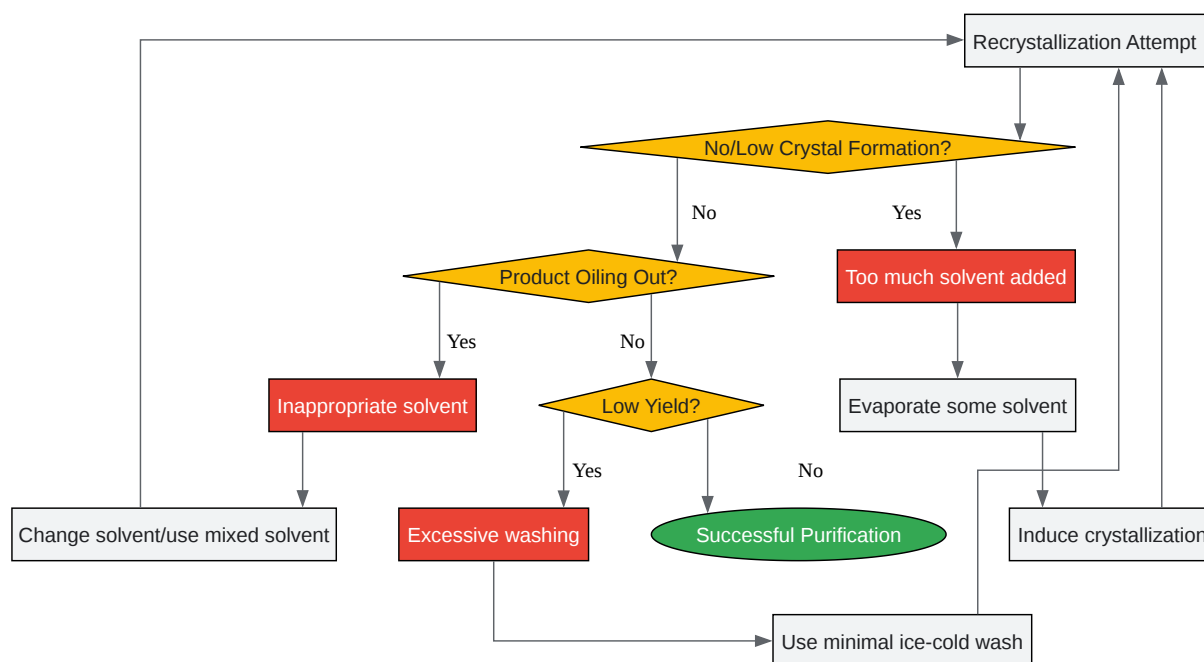 Recrystallization Attempt
No/Low Crystal Formation?
No
Yes
Product Oiling Out?
Too much solvent added
Yes
No
Inappropriate solvent
Low Yield?
Evaporate some solvent
Yes
No
Change solvent/use mixed solvent
Excessive washing
Successful Purification
Induce crystallization
Use minimal ice-cold wash